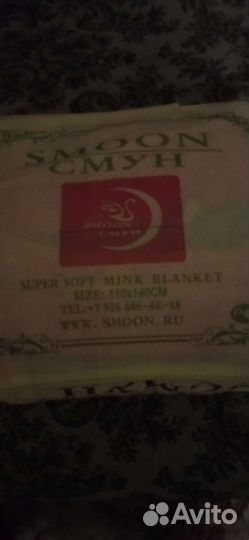 SMOON
СМУН
SMOON
СМУН
SUPER SOFT MINK BLANKET
SIZE: 110x140CM
TEL:+7 926 606-66-68
WWW. SMOON.RU
Avito